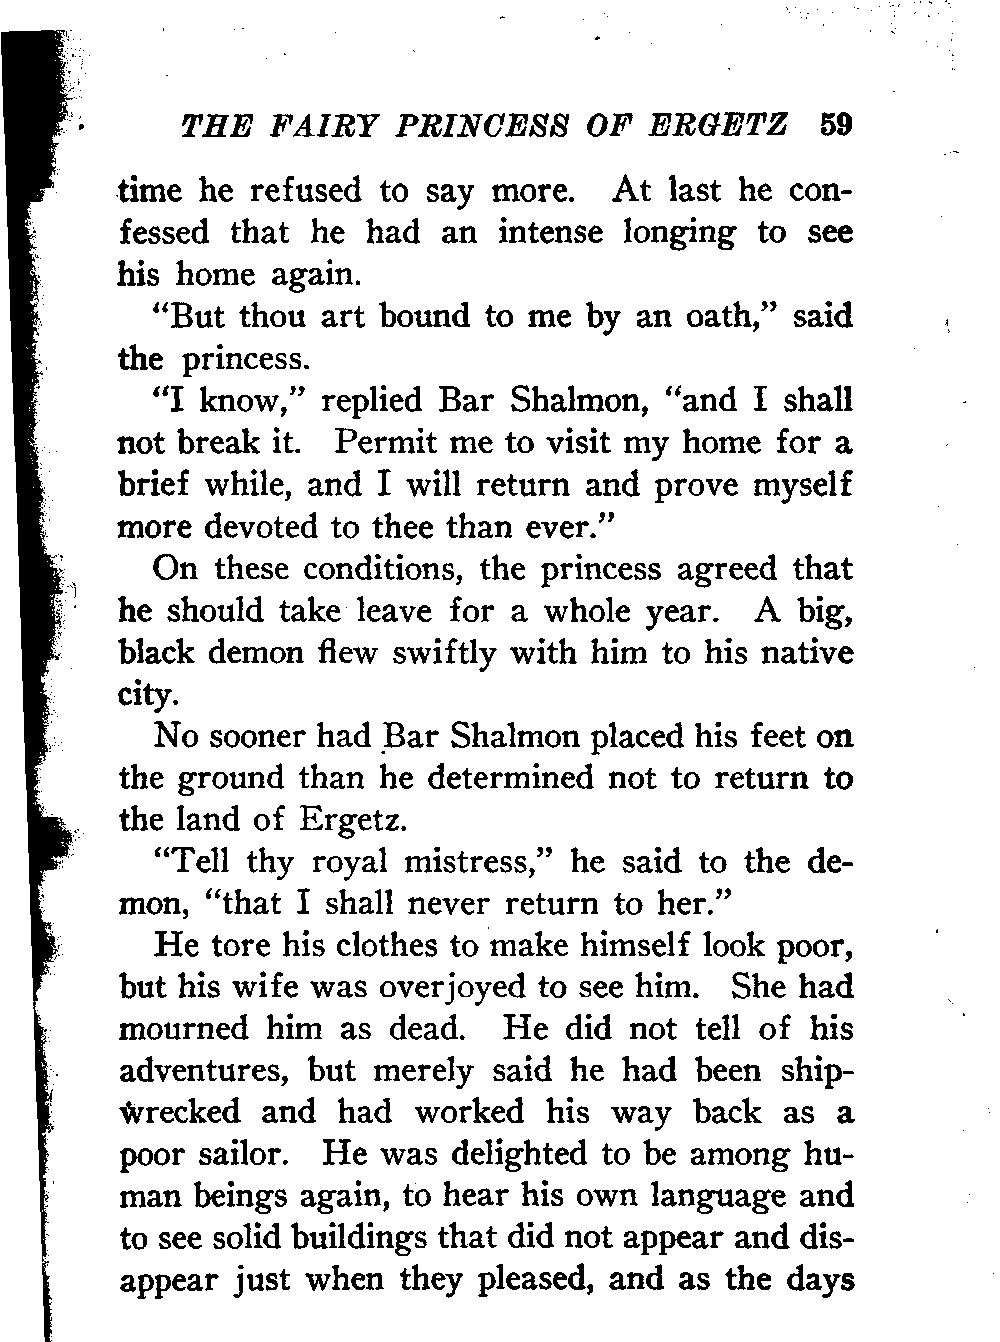 THE FAIRY PRINCESS OF ERGETZ 59
time he refused to say more. At last he con-
fessed that he had an intense longing to see
his home again.
"But thou art bound to me by an oath," said
the princess.
"I know," replied Bar Shalmon, "and I shall
not break it. Permit me to visit my home for a
brief while, and I will return and prove myself
more devoted to thee than ever."
On these conditions, the princess agreed that
he should take leave for a whole year. A big,
black demon flew swiftly with him to his native
city.
No sooner had Bar Shalmon placed his feet on
the ground than he determined not to return to
the land of Ergetz.
"Tell thy royal mistress," he said to the de-
mon, "that I shall never return to her."
He tore his clothes to make himself look poor,
but his wife was overjoyed to see him. She had
mourned him as dead. He did not tell of his
adventures, but merely said he had been ship-
wrecked and had worked his way back as a
poor sailor. He was delighted to be among hu-
man beings again, to hear his own language and
to see solid buildings that did not appear and dis-
appear just when they pleased, and as the days